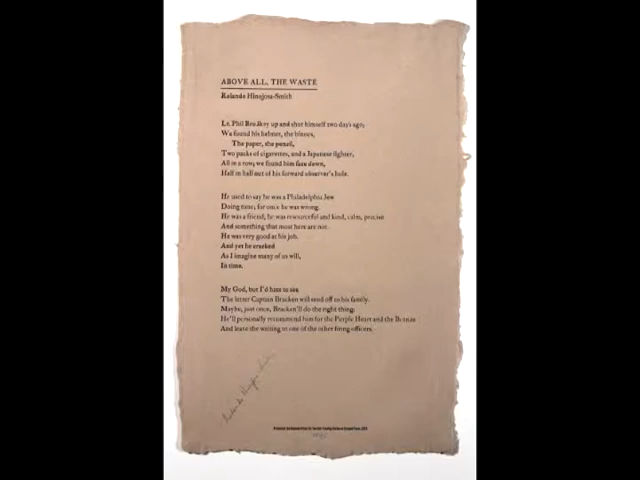 ABOVE ALL, THE WASTE
Rolando Hinojosa-Smith
Lt. Phil Brodkey up and shot himself two days ago;
We found his helmet, the binocs,
The paper, the pencil,
Two packs of cigarettes, and a Japanese lighter,
All in a row; we found him face down,
Half in half out of his forward observer's hole.
He used to say he was a Philadelphia Jew
Doing time; for once he was wrong.
He was a friend; he was resourceful and kind, calm, precise
And something that most here are not:
He was very good at his job.
And yet he cracked
As I imagine many of us will,
In time.
My God, but I'd hate to see
The letter Captain Bracken will send off to his family.
Maybe, just once, Bracken'll do the right thing:
He'll personally recommend him for the Purple Heart and the Bronze
And leave the writing to one of the other firing officers.